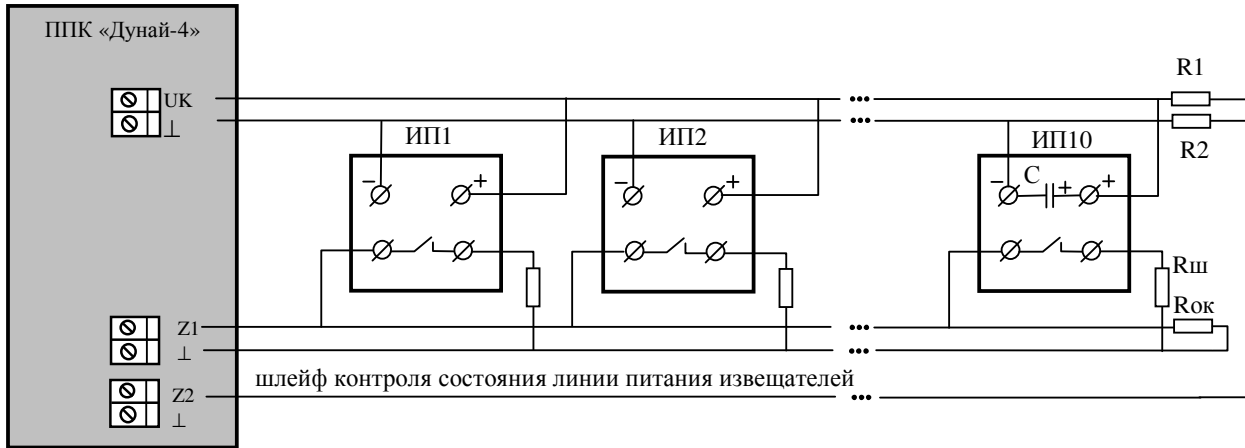 ППК «Дунай-4»
R1
UK
⊥
ИП1
ИП2
ИП10
R2
− +
− +
− C + +
Rш
Rок
Z1
⊥
шлейф контроля состояния линии питания извещателей
Z2
⊥